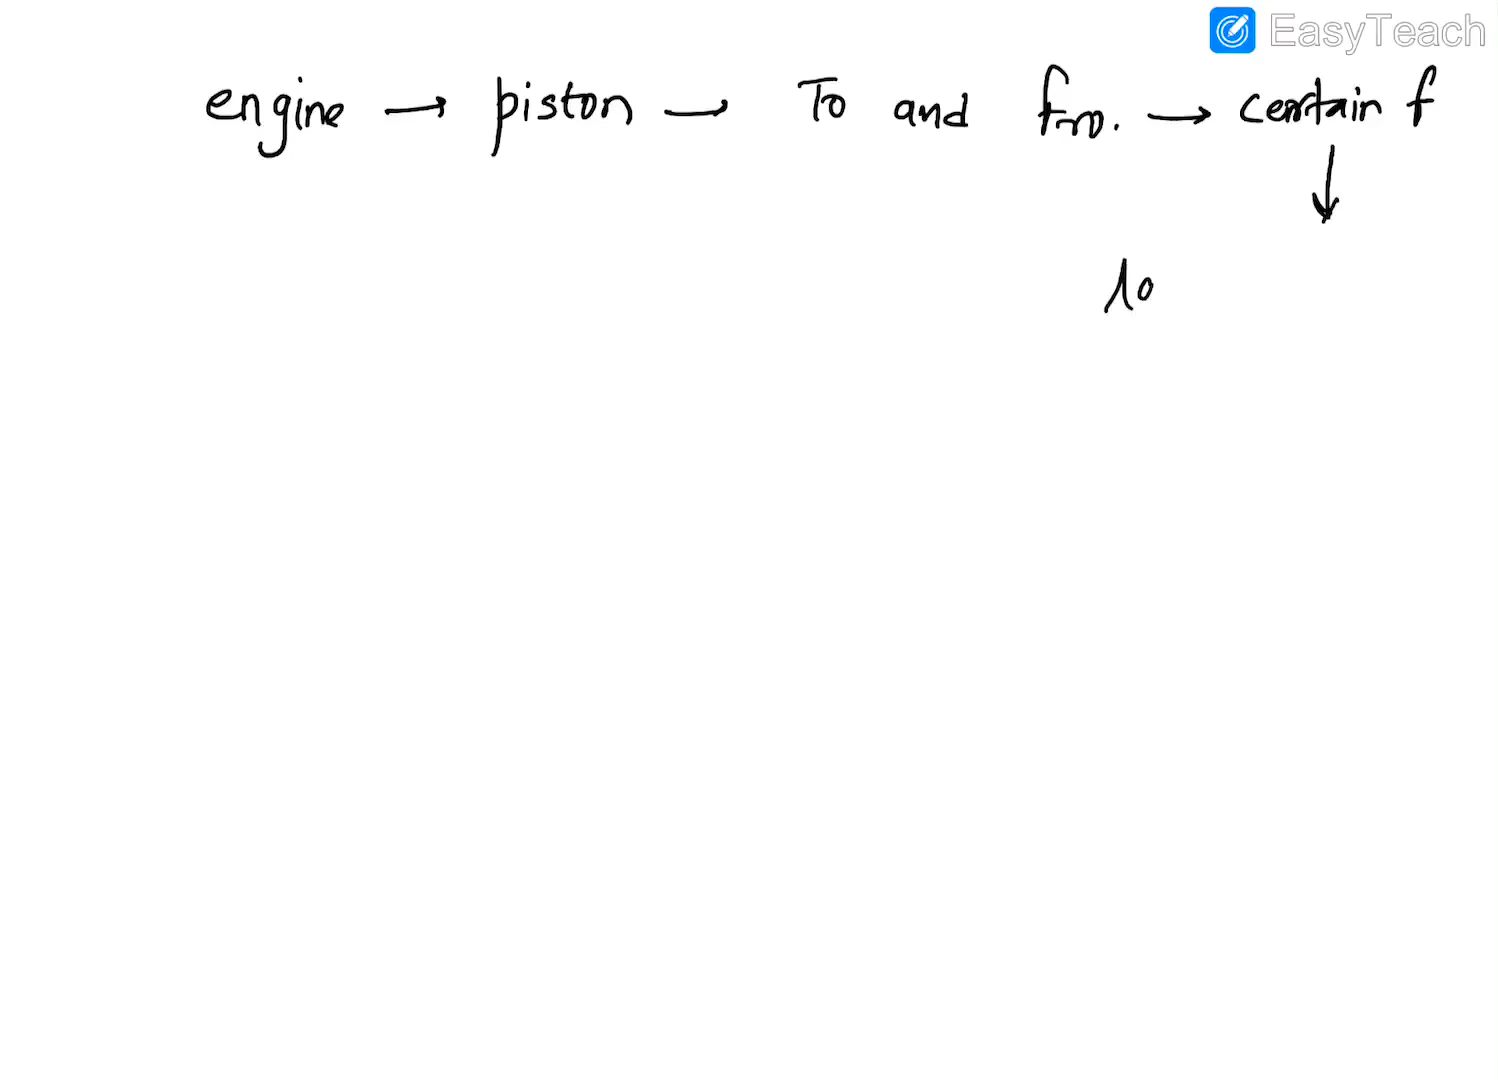 EasyTeach
engine → piston → To and fro. → certain f
↓
10